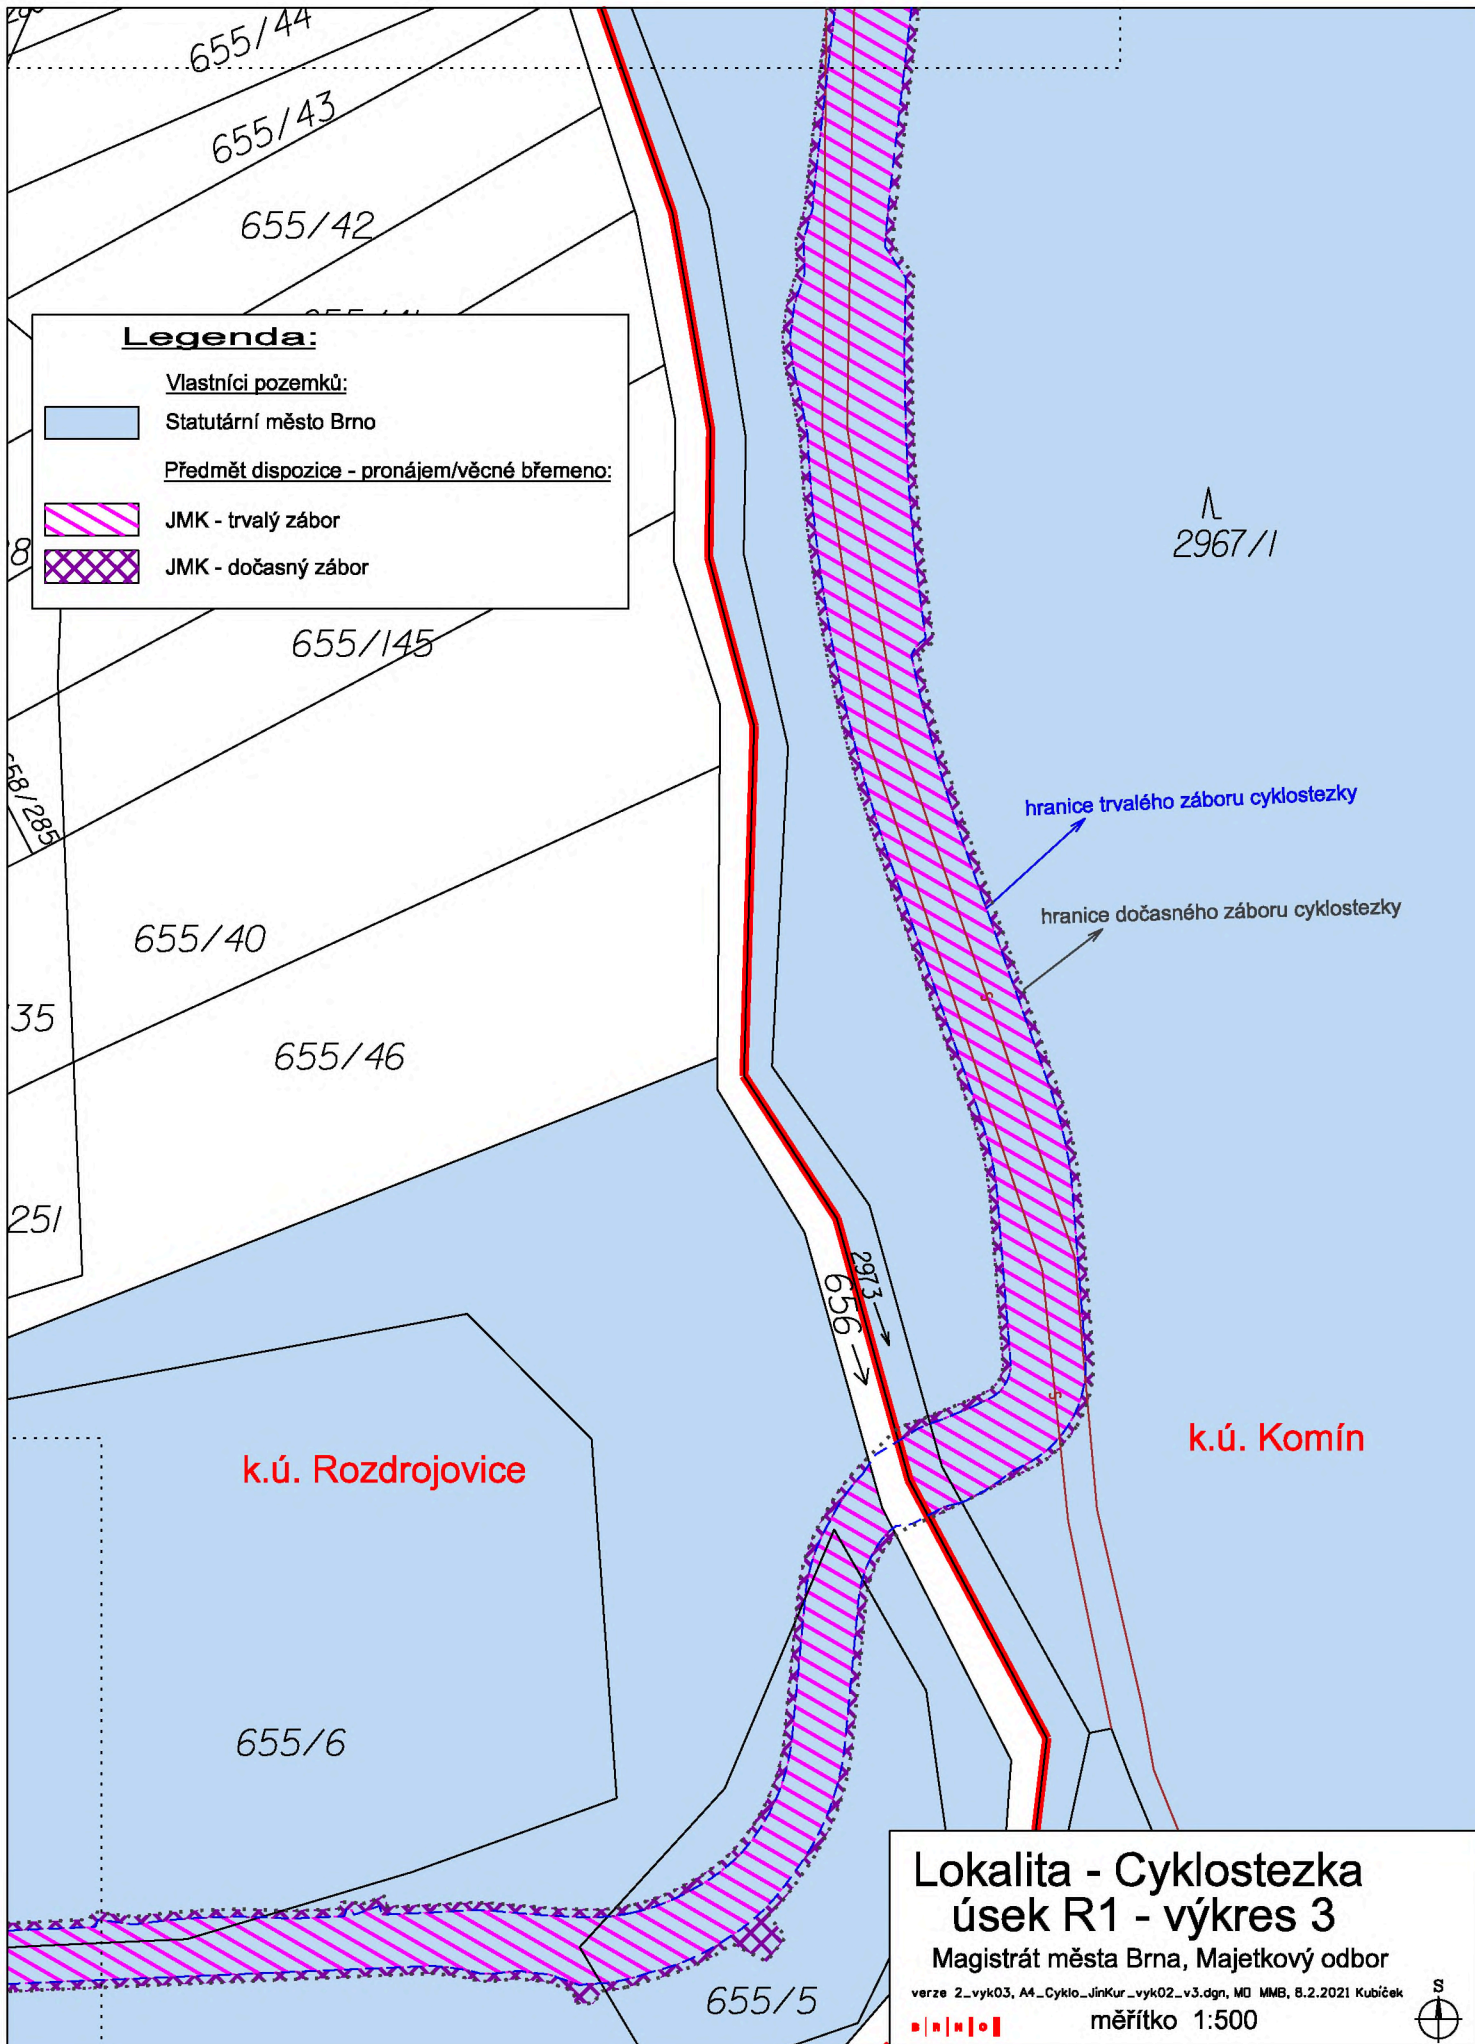 655/44
655/43
655/42
Legenda:
Vlastníci pozemků:
Statutární město Brno
Předmět dispozice - pronájem/věcné břemeno:
JMK - trvalý zábor
JMK - dočasný zábor
2967/1
655/145
hranice trvalého záboru cyklostezky
658/285
hranice dočasného záboru cyklostezky
655/40
35
655/46
251
2973
656
k.ú. Komín
k.ú. Rozdrojovice
655/6
655/5
Lokalita - Cyklostezka
úsek R1 - výkres 3
Magistrát města Brna, Majetkový odbor
verze 2_vyk03, A4_Cyklo_JinKur_vyk02_v3.dgn, MO MMB, 8.2.2021 Kubíček
B R N O
měřítko 1:500
S